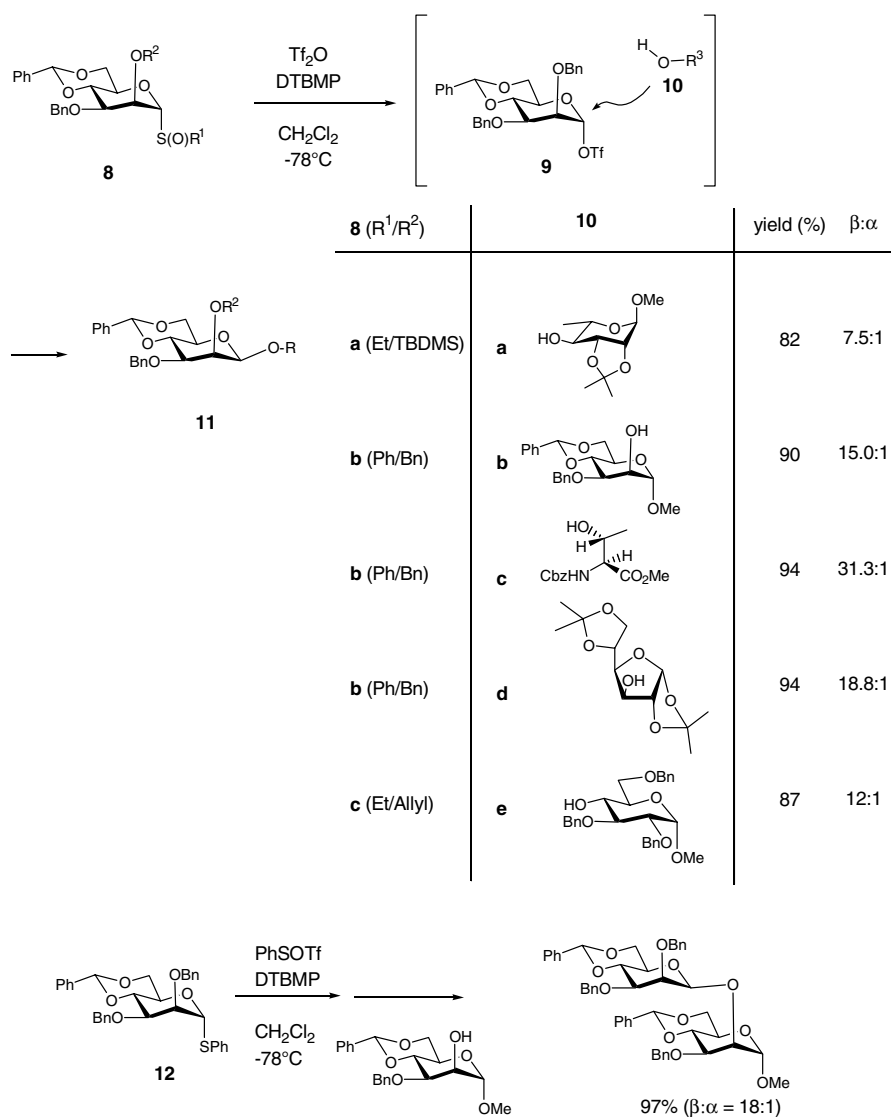 OR2
Ph
O
O
O
BnO
S(O)R1
8
Tf2O
DTBMP
CH2Cl2
-78°C
OBn
Ph
O
O
O
BnO
OTf
9
H
O
R3
10
8 (R1/R2)
10
yield (%)
β:α
Ph
O
O
OR2
O
BnO
O-R
11
a (Et/TBDMS)
a
OMe
O
HO
O
O
82
7.5:1
b (Ph/Bn)
b
Ph
O
O
OH
O
BnO
OMe
90
15.0:1
b (Ph/Bn)
c
HO
H
H
CbzHN
CO2Me
94
31.3:1
b (Ph/Bn)
d
O
O
O
OH
O
O
94
18.8:1
c (Et/Allyl)
e
OBn
HO
O
BnO
BnO
OMe
87
12:1
Ph
O
O
OBn
O
BnO
SPh
12
PhSOTf
DTBMP
CH2Cl2
-78°C
Ph
O
O
OH
O
BnO
OMe
Ph
O
O
OBn
O
BnO
O
Ph
O
O
O
BnO
OMe
97% (β:α = 18:1)